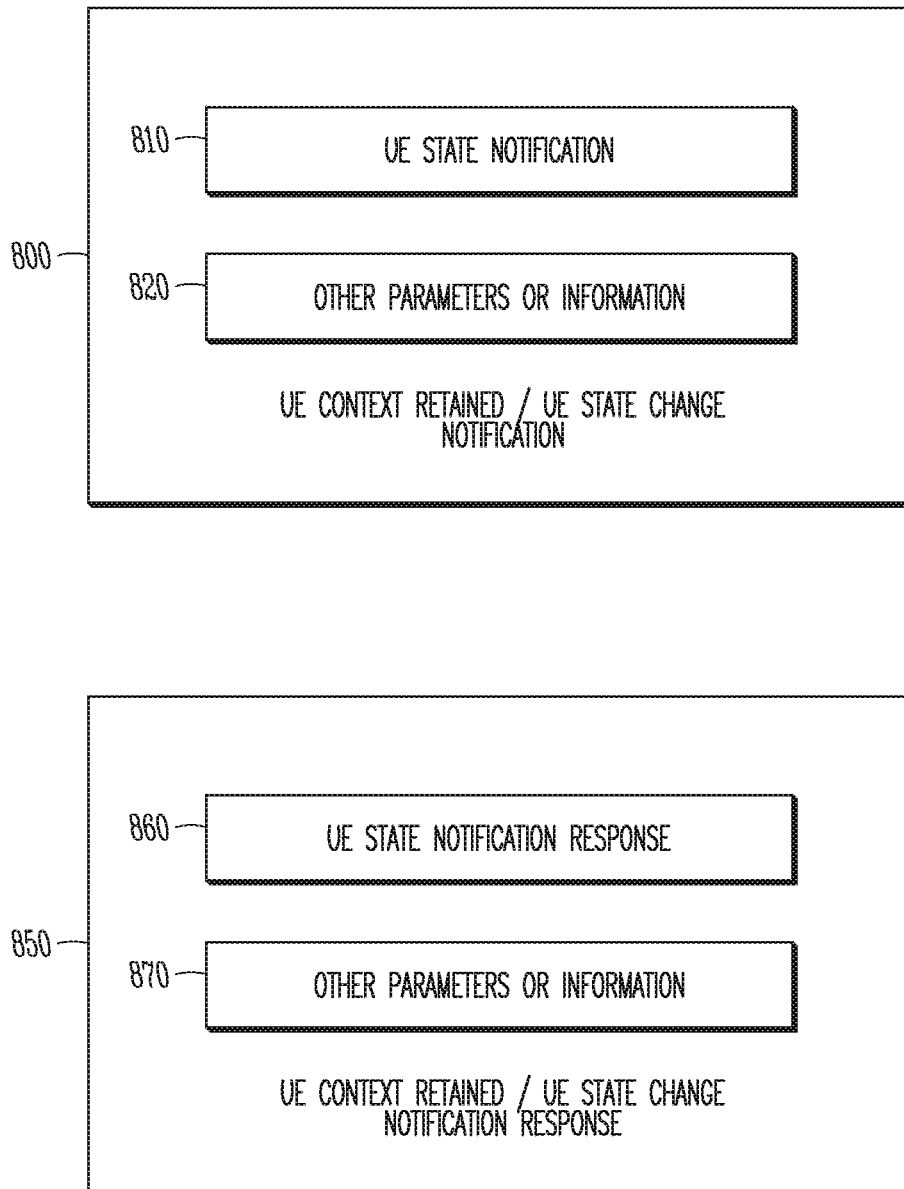 810
UE STATE NOTIFICATION
800
820
OTHER PARAMETERS OR INFORMATION
UE CONTEXT RETAINED / UE STATE CHANGE
NOTIFICATION
860
UE STATE NOTIFICATION RESPONSE
850
870
OTHER PARAMETERS OR INFORMATION
UE CONTEXT RETAINED / UE STATE CHANGE
NOTIFICATION RESPONSE